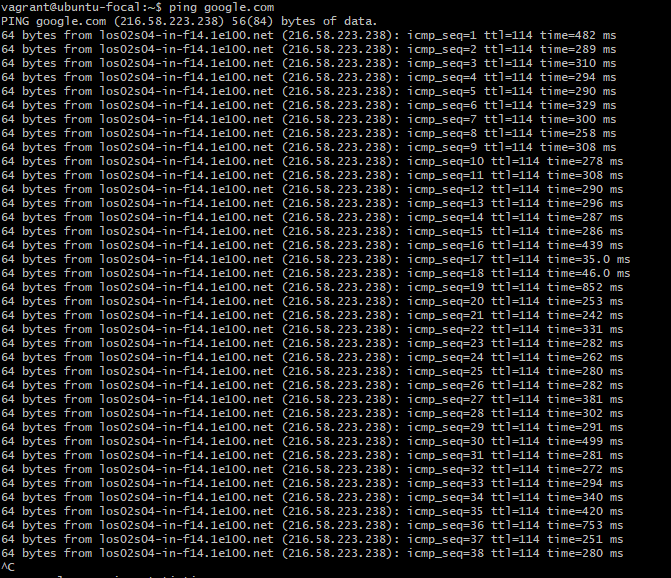 vagrant@ubuntu-focal:~$ ping google.com
PING google.com (216.58.223.238) 56(84) bytes of data.
64 bytes from los02s04-in-f14.1e100.net (216.58.223.238): icmp_seq=1 ttl=114 time=482 ms
64 bytes from los02s04-in-f14.1e100.net (216.58.223.238): icmp_seq=2 ttl=114 time=289 ms
64 bytes from los02s04-in-f14.1e100.net (216.58.223.238): icmp_seq=3 ttl=114 time=310 ms
64 bytes from los02s04-in-f14.1e100.net (216.58.223.238): icmp_seq=4 ttl=114 time=294 ms
64 bytes from los02s04-in-f14.1e100.net (216.58.223.238): icmp_seq=5 ttl=114 time=290 ms
64 bytes from los02s04-in-f14.1e100.net (216.58.223.238): icmp_seq=6 ttl=114 time=329 ms
64 bytes from los02s04-in-f14.1e100.net (216.58.223.238): icmp_seq=7 ttl=114 time=300 ms
64 bytes from los02s04-in-f14.1e100.net (216.58.223.238): icmp_seq=8 ttl=114 time=258 ms
64 bytes from los02s04-in-f14.1e100.net (216.58.223.238): icmp_seq=9 ttl=114 time=308 ms
64 bytes from los02s04-in-f14.1e100.net (216.58.223.238): icmp_seq=10 ttl=114 time=278 ms
64 bytes from los02s04-in-f14.1e100.net (216.58.223.238): icmp_seq=11 ttl=114 time=308 ms
64 bytes from los02s04-in-f14.1e100.net (216.58.223.238): icmp_seq=12 ttl=114 time=290 ms
64 bytes from los02s04-in-f14.1e100.net (216.58.223.238): icmp_seq=13 ttl=114 time=296 ms
64 bytes from los02s04-in-f14.1e100.net (216.58.223.238): icmp_seq=14 ttl=114 time=287 ms
64 bytes from los02s04-in-f14.1e100.net (216.58.223.238): icmp_seq=15 ttl=114 time=286 ms
64 bytes from los02s04-in-f14.1e100.net (216.58.223.238): icmp_seq=16 ttl=114 time=439 ms
64 bytes from los02s04-in-f14.1e100.net (216.58.223.238): icmp_seq=17 ttl=114 time=35.0 ms
64 bytes from los02s04-in-f14.1e100.net (216.58.223.238): icmp_seq=18 ttl=114 time=46.0 ms
64 bytes from los02s04-in-f14.1e100.net (216.58.223.238): icmp_seq=19 ttl=114 time=852 ms
64 bytes from los02s04-in-f14.1e100.net (216.58.223.238): icmp_seq=20 ttl=114 time=253 ms
64 bytes from los02s04-in-f14.1e100.net (216.58.223.238): icmp_seq=21 ttl=114 time=242 ms
64 bytes from los02s04-in-f14.1e100.net (216.58.223.238): icmp_seq=22 ttl=114 time=331 ms
64 bytes from los02s04-in-f14.1e100.net (216.58.223.238): icmp_seq=23 ttl=114 time=282 ms
64 bytes from los02s04-in-f14.1e100.net (216.58.223.238): icmp_seq=24 ttl=114 time=262 ms
64 bytes from los02s04-in-f14.1e100.net (216.58.223.238): icmp_seq=25 ttl=114 time=280 ms
64 bytes from los02s04-in-f14.1e100.net (216.58.223.238): icmp_seq=26 ttl=114 time=282 ms
64 bytes from los02s04-in-f14.1e100.net (216.58.223.238): icmp_seq=27 ttl=114 time=381 ms
64 bytes from los02s04-in-f14.1e100.net (216.58.223.238): icmp_seq=28 ttl=114 time=302 ms
64 bytes from los02s04-in-f14.1e100.net (216.58.223.238): icmp_seq=29 ttl=114 time=291 ms
64 bytes from los02s04-in-f14.1e100.net (216.58.223.238): icmp_seq=30 ttl=114 time=499 ms
64 bytes from los02s04-in-f14.1e100.net (216.58.223.238): icmp_seq=31 ttl=114 time=281 ms
64 bytes from los02s04-in-f14.1e100.net (216.58.223.238): icmp_seq=32 ttl=114 time=272 ms
64 bytes from los02s04-in-f14.1e100.net (216.58.223.238): icmp_seq=33 ttl=114 time=294 ms
64 bytes from los02s04-in-f14.1e100.net (216.58.223.238): icmp_seq=34 ttl=114 time=340 ms
64 bytes from los02s04-in-f14.1e100.net (216.58.223.238): icmp_seq=35 ttl=114 time=420 ms
64 bytes from los02s04-in-f14.1e100.net (216.58.223.238): icmp_seq=36 ttl=114 time=753 ms
64 bytes from los02s04-in-f14.1e100.net (216.58.223.238): icmp_seq=37 ttl=114 time=251 ms
64 bytes from los02s04-in-f14.1e100.net (216.58.223.238): icmp_seq=38 ttl=114 time=280 ms
^C